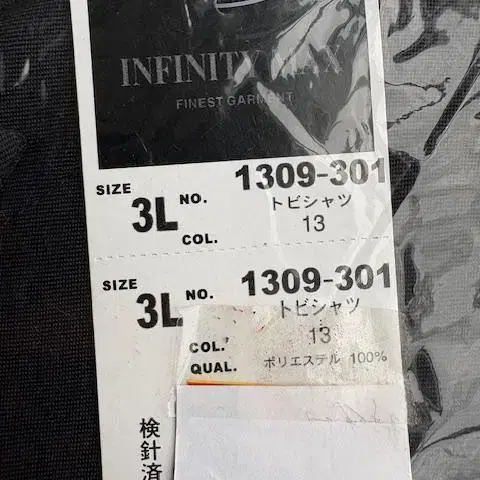 INFINITY MAX
FINEST GARMENT
SIZE 3L NO. 1309-301
トビシャツ
COL. 13
SIZE 3L NO. 1309-301
トビシャツ
COL. 13
QUAL. ポリエステル 100%
検針済